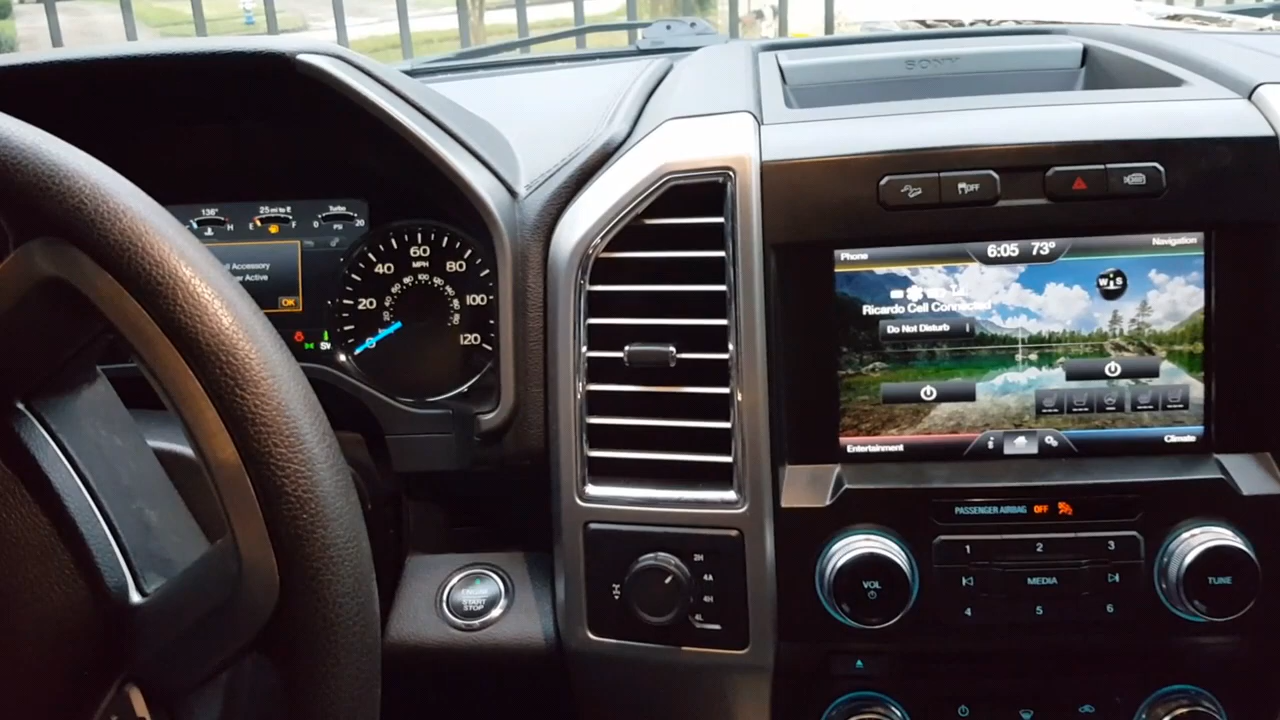 SONY
OFF
136°
25 mi to E
Turbo
H
E
F
0
PSI
20
Accessory
Active
OK
0
20
40
60
80
100
120
MPH
Phone
6:05
73°
Navigation
W
S
Ricardo Cell Connected
Do Not Disturb
i
Entertainment
Climate
PASSENGER AIRBAG OFF
ENGINE
START
STOP
2H
4A
4H
4L
VOL
1
2
3
MEDIA
4
5
6
TUNE